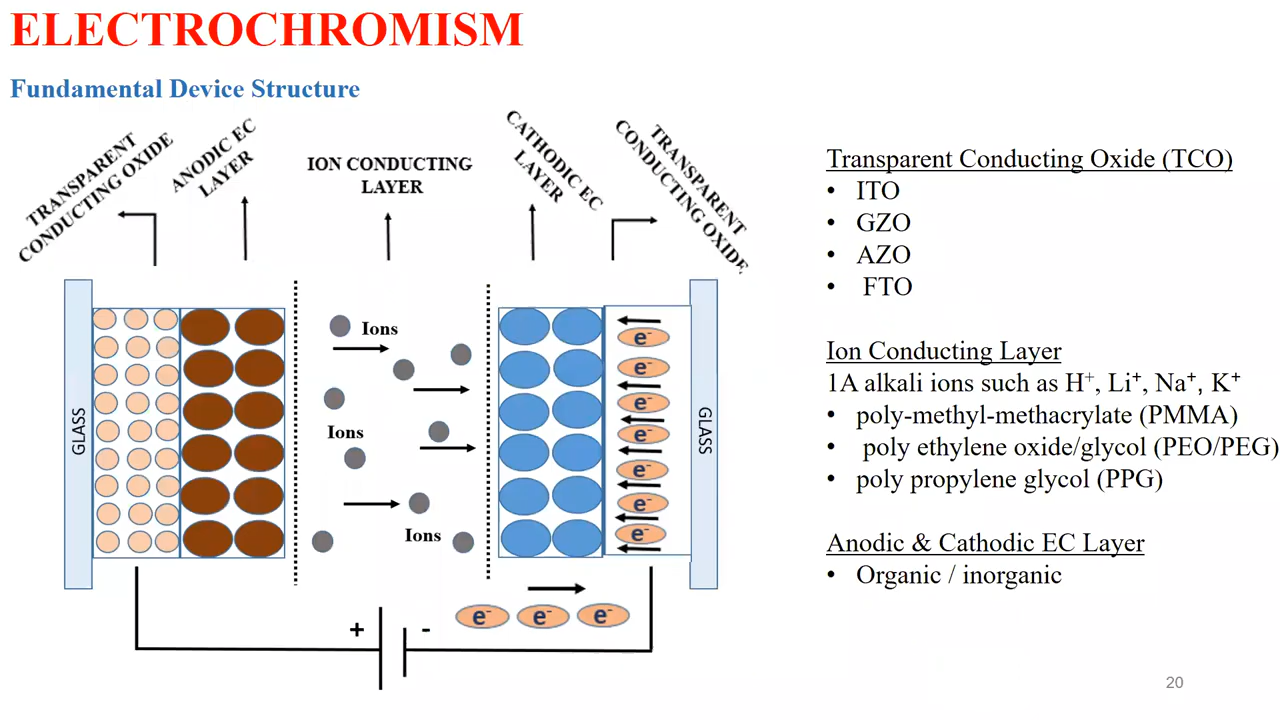 ELECTROCHROMISM
Fundamental Device Structure
TRANSPARENT
CONDUCTING OXIDE
ANODIC EC
LAYER
ION CONDUCTING
LAYER
CATHODIC EC
LAYER
TRANSPARENT
CONDUCTING OXIDE
GLASS
Ions
Ions
Ions
e⁻
e⁻
e⁻
e⁻
e⁻
e⁻
e⁻
GLASS
e⁻ e⁻ e⁻
+ -
Transparent Conducting Oxide (TCO)
• ITO
• GZO
• AZO
• FTO
Ion Conducting Layer
1A alkali ions such as H⁺, Li⁺, Na⁺, K⁺
• poly-methyl-methacrylate (PMMA)
• poly ethylene oxide/glycol (PEO/PEG)
• poly propylene glycol (PPG)
Anodic & Cathodic EC Layer
• Organic / inorganic
20